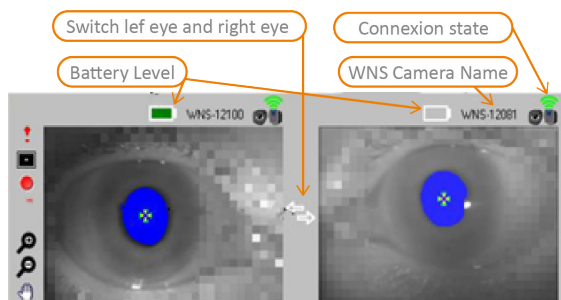 Switch lef eye and right eye
Connexion state
Battery Level
WNS Camera Name
WNS-12100
WNS-12081